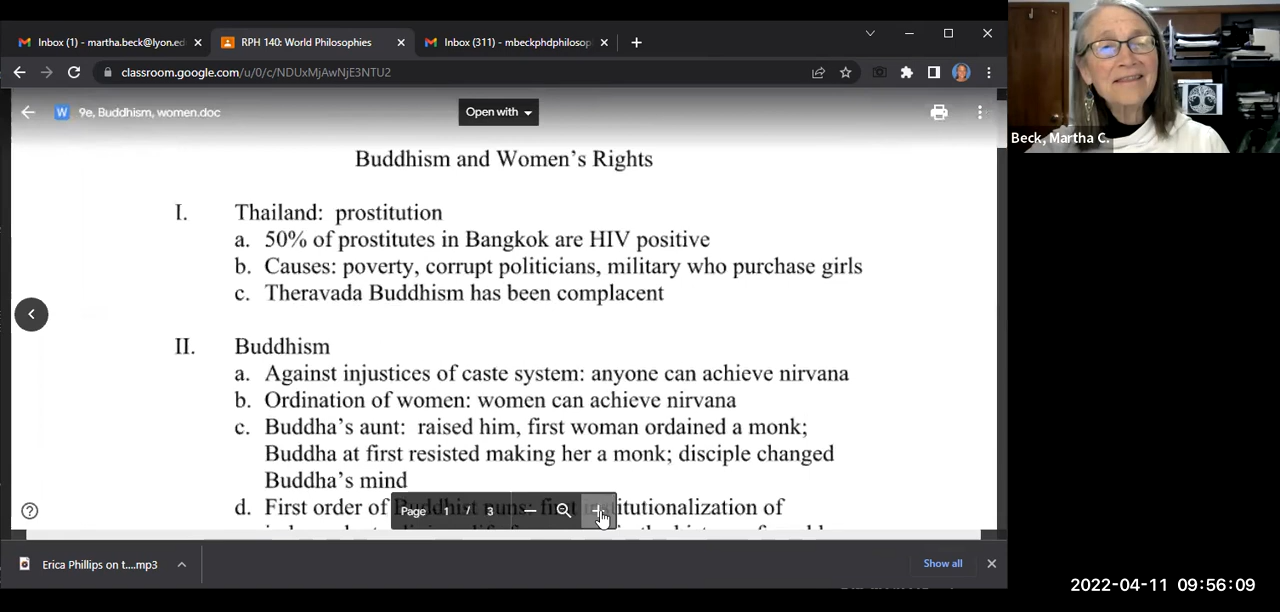 Inbox (1) - martha.beck@lyon.ed
RPH 140: World Philosophies
Inbox (311) - mbeckphdphilosop
classroom.google.com/u/0/c/NDUxMjAwNjE3NTU2
9e, Buddhism, women.doc
Open with
Beck, Martha C.
Buddhism and Women's Rights
I. Thailand: prostitution
a. 50% of prostitutes in Bangkok are HIV positive
b. Causes: poverty, corrupt politicians, military who purchase girls
c. Theravada Buddhism has been complacent
II. Buddhism
a. Against injustices of caste system: anyone can achieve nirvana
b. Ordination of women: women can achieve nirvana
c. Buddha's aunt: raised him, first woman ordained a monk;
Buddha at first resisted making her a monk; disciple changed
Buddha's mind
d. First order of Buddhist nuns: first institutionalization of
Page 1 / 3
Erica Phillips on t....mp3
Show all
2022-04-11 09:56:09